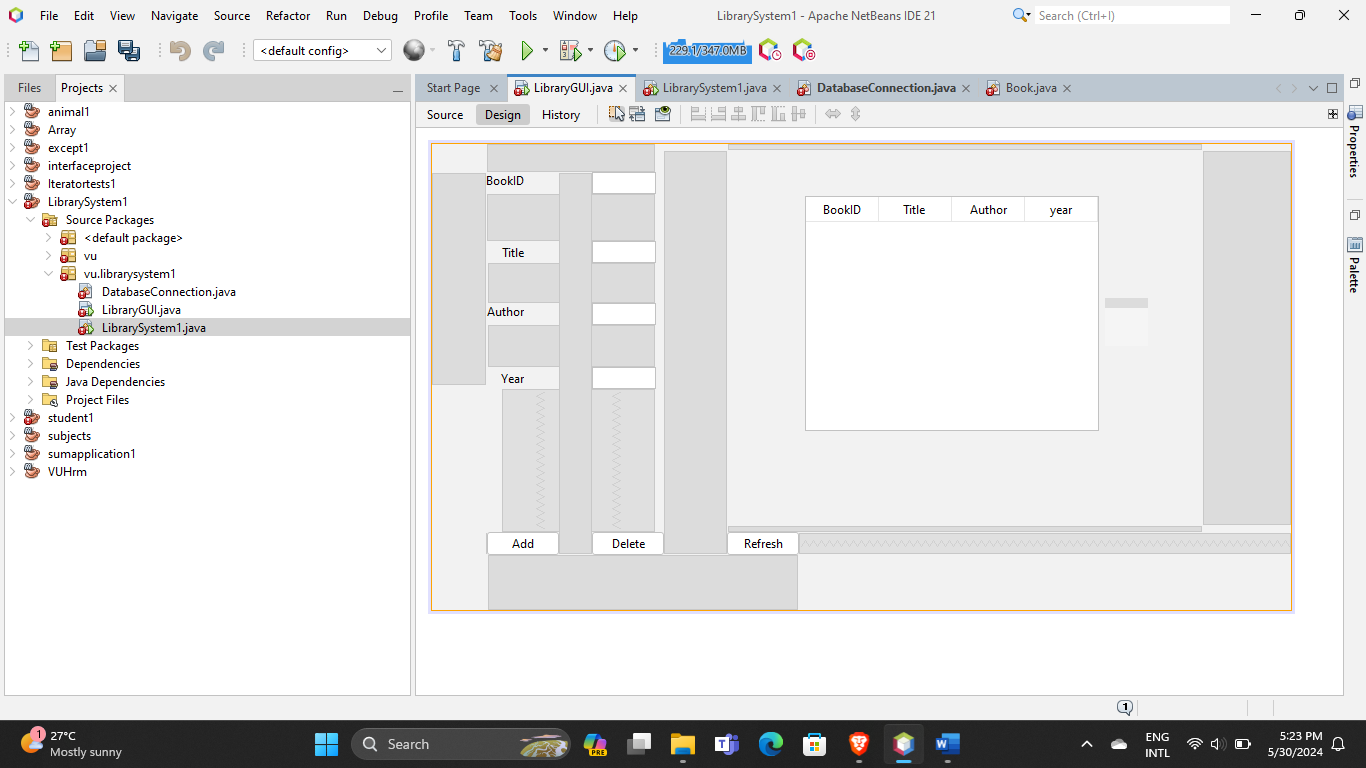 File Edit View Navigate Source Refactor Run Debug Profile Team Tools Window Help LibrarySystem1 - Apache NetBeans IDE 21 Search (Ctrl+I)
<default config> 229.1/347.0MB
Files Projects Start Page LibraryGUI.java LibrarySystem1.java DatabaseConnection.java Book.java
Source Design History
animal1
Array
except1
interfaceproject
Iteratortests1
LibrarySystem1
Source Packages
<default package>
vu
vu.librarysystem1
DatabaseConnection.java
LibraryGUI.java
LibrarySystem1.java
Test Packages
Dependencies
Java Dependencies
Project Files
student1
subjects
sumapplication1
VUHrm
BookID
Title
Author
Year
Add Delete Refresh
BookID Title Author year
Properties
Palette
1
1
27°C
Mostly sunny
Search
PRE
ENG
INTL
5:23 PM
5/30/2024